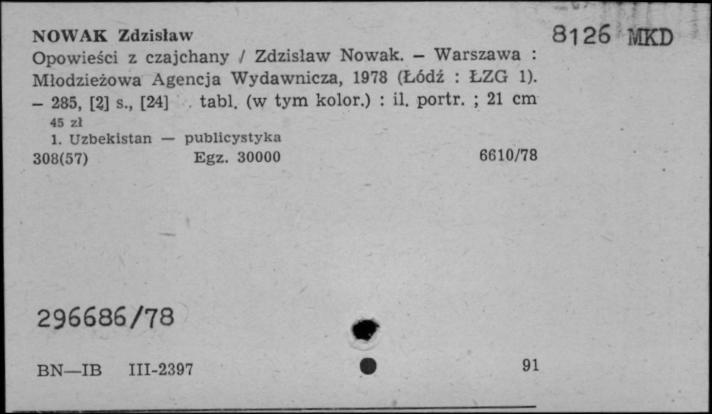 NOWAK Zdzisław
8126 MKD
Opowieści z czajchany / Zdzisław Nowak. — Warszawa :
Młodzieżowa Agencja Wydawnicza, 1978 (Łódź : ŁZG 1).
— 285, [2] s., [24] . tabl. (w tym kolor.) : il. portr. ; 21 cm
45 zł
1. Uzbekistan — publicystyka
308(57) Egz. 30000 6610/78
296686/78
BN—IB III-2397 91